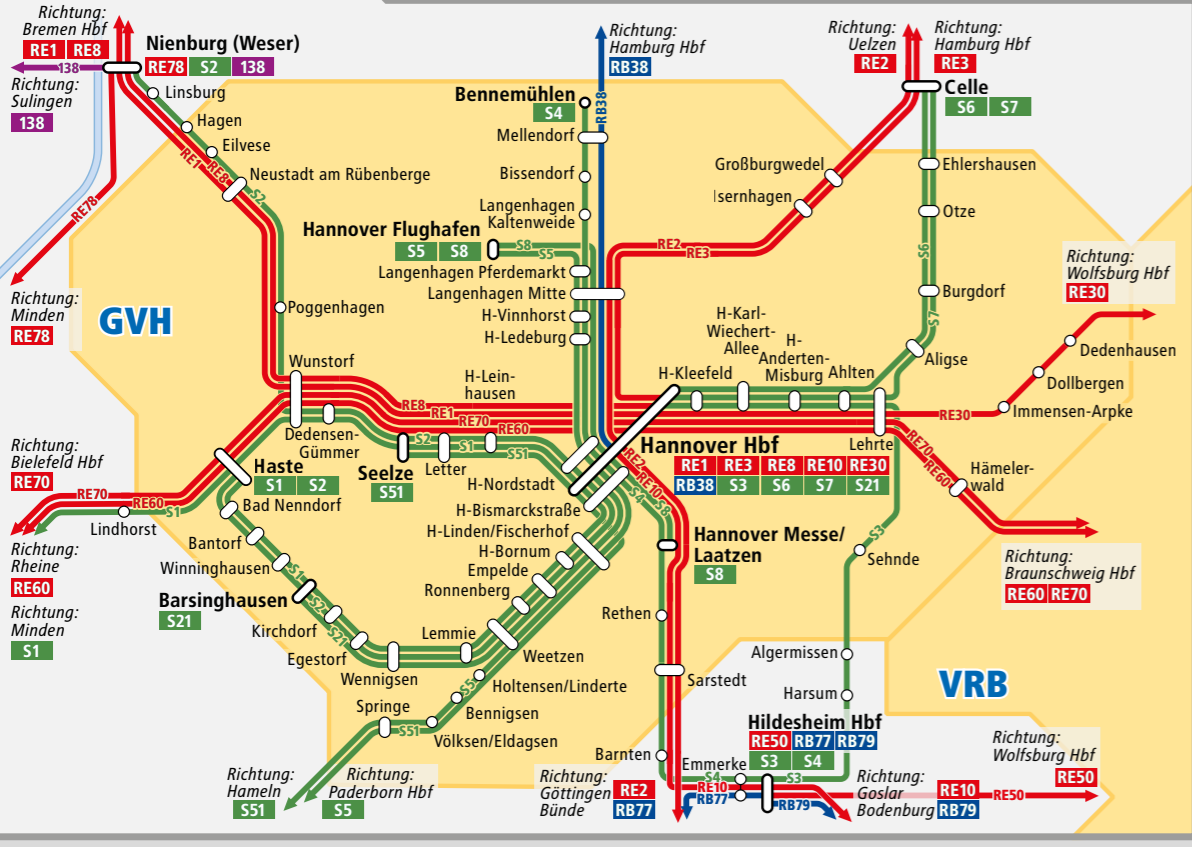 Richtung:
Bremen Hbf
RE1 RE8
Nienburg (Weser)
RE78 S2 138
138
Richtung:
Sulingen
138
Linsburg
Hagen
Eilvese
RE1
RE8
Neustadt am Rübenberge
S2
RE78
Richtung:
Minden
RE78
GVH
Poggenhagen
Richtung:
Hamburg Hbf
RB38
RB38
Bennemühlen
S4
Mellendorf
Bissendorf
Langenhagen
Kaltenweide
Hannover Flughafen
S5 S8
S8
S5
Langenhagen Pferdemarkt
Langenhagen Mitte
H-Vinnhorst
H-Ledeburg
Richtung:
Uelzen
RE2
Richtung:
Hamburg Hbf
RE3
Celle
S6 S7
Großburgwedel
Isernhagen
RE2
RE3
Ehlershausen
Otze
S6
Burgdorf
S7
Aligse
Richtung:
Wolfsburg Hbf
RE30
Dedenhausen
Dollbergen
Immensen-Arpke
RE30
H-Karl-
Wiechert-
Allee
H-
Anderten-
Misburg
Ahlten
H-Kleefeld
Lehrte
Wunstorf
H-Lein-
hausen
RE8
RE1
RE70
RE60
Dedensen-
Gümmer
Seelze
S51
S2
S1
S51
Letter
H-Nordstadt
Hannover Hbf
RE1 RE3 RE8 RE10 RE30
RB38 S3 S6 S7 S21
RE2
RE10
S4
S8
RE70
RE60
Hämeler-
wald
Richtung:
Braunschweig Hbf
RE60 RE70
Richtung:
Bielefeld Hbf
RE70
RE70
RE60
S1
Lindhorst
Richtung:
Rheine
RE60
Richtung:
Minden
S1
Haste
S1 S2
Bad Nenndorf
Bantorf
Winninghausen
S1
Barsinghausen
S21
S2
S21
Kirchdorf
Egestorf
Wennigsen
Lemmie
H-Bismarckstraße
H-Linden/Fischerhof
H-Bornum
Empelde
Ronnenberg
Weetzen
Holtensen/Linderte
S5
Bennigsen
Völksen/Eldagsen
Springe
S51
Richtung:
Hameln
S51
Richtung:
Paderborn Hbf
S5
Hannover Messe/
Laatzen
S8
S3
Sehnde
Rethen
Sarstedt
Algermissen
Harsum
VRB
Hildesheim Hbf
RE50 RB77 RB79
S3 S4
Barnten
Emmerke
S4
S3
RE10
RB77
RB79
Richtung:
Göttingen
Bünde
RE2
RB77
Richtung:
Goslar
Bodenburg
RE10
RB79
RE50
Richtung:
Wolfsburg Hbf
RE50